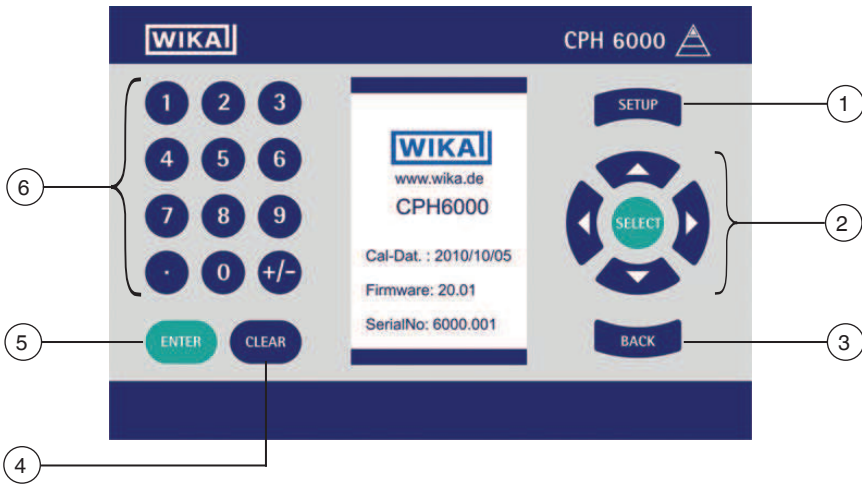 WIKA
CPH 6000
1 2 3
4 5 6
7 8 9
· 0 +/-
ENTER CLEAR
WIKA
www.wika.de
CPH6000
Cal-Dat. : 2010/10/05
Firmware: 20.01
SerialNo: 6000.001
SETUP
SELECT
BACK
1
2
3
4
5
6